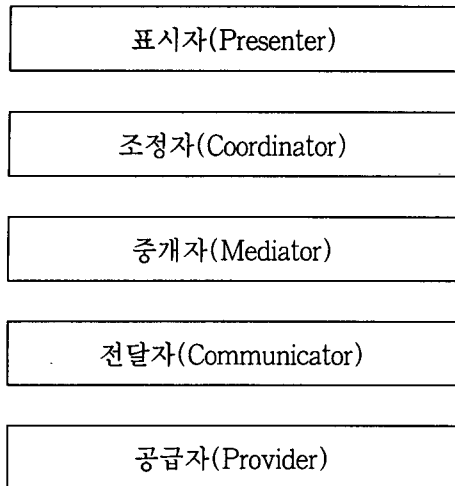 표시자(Presenter)
조정자(Coordinator)
중개자(Mediator)
전달자(Communicator)
공급자(Provider)